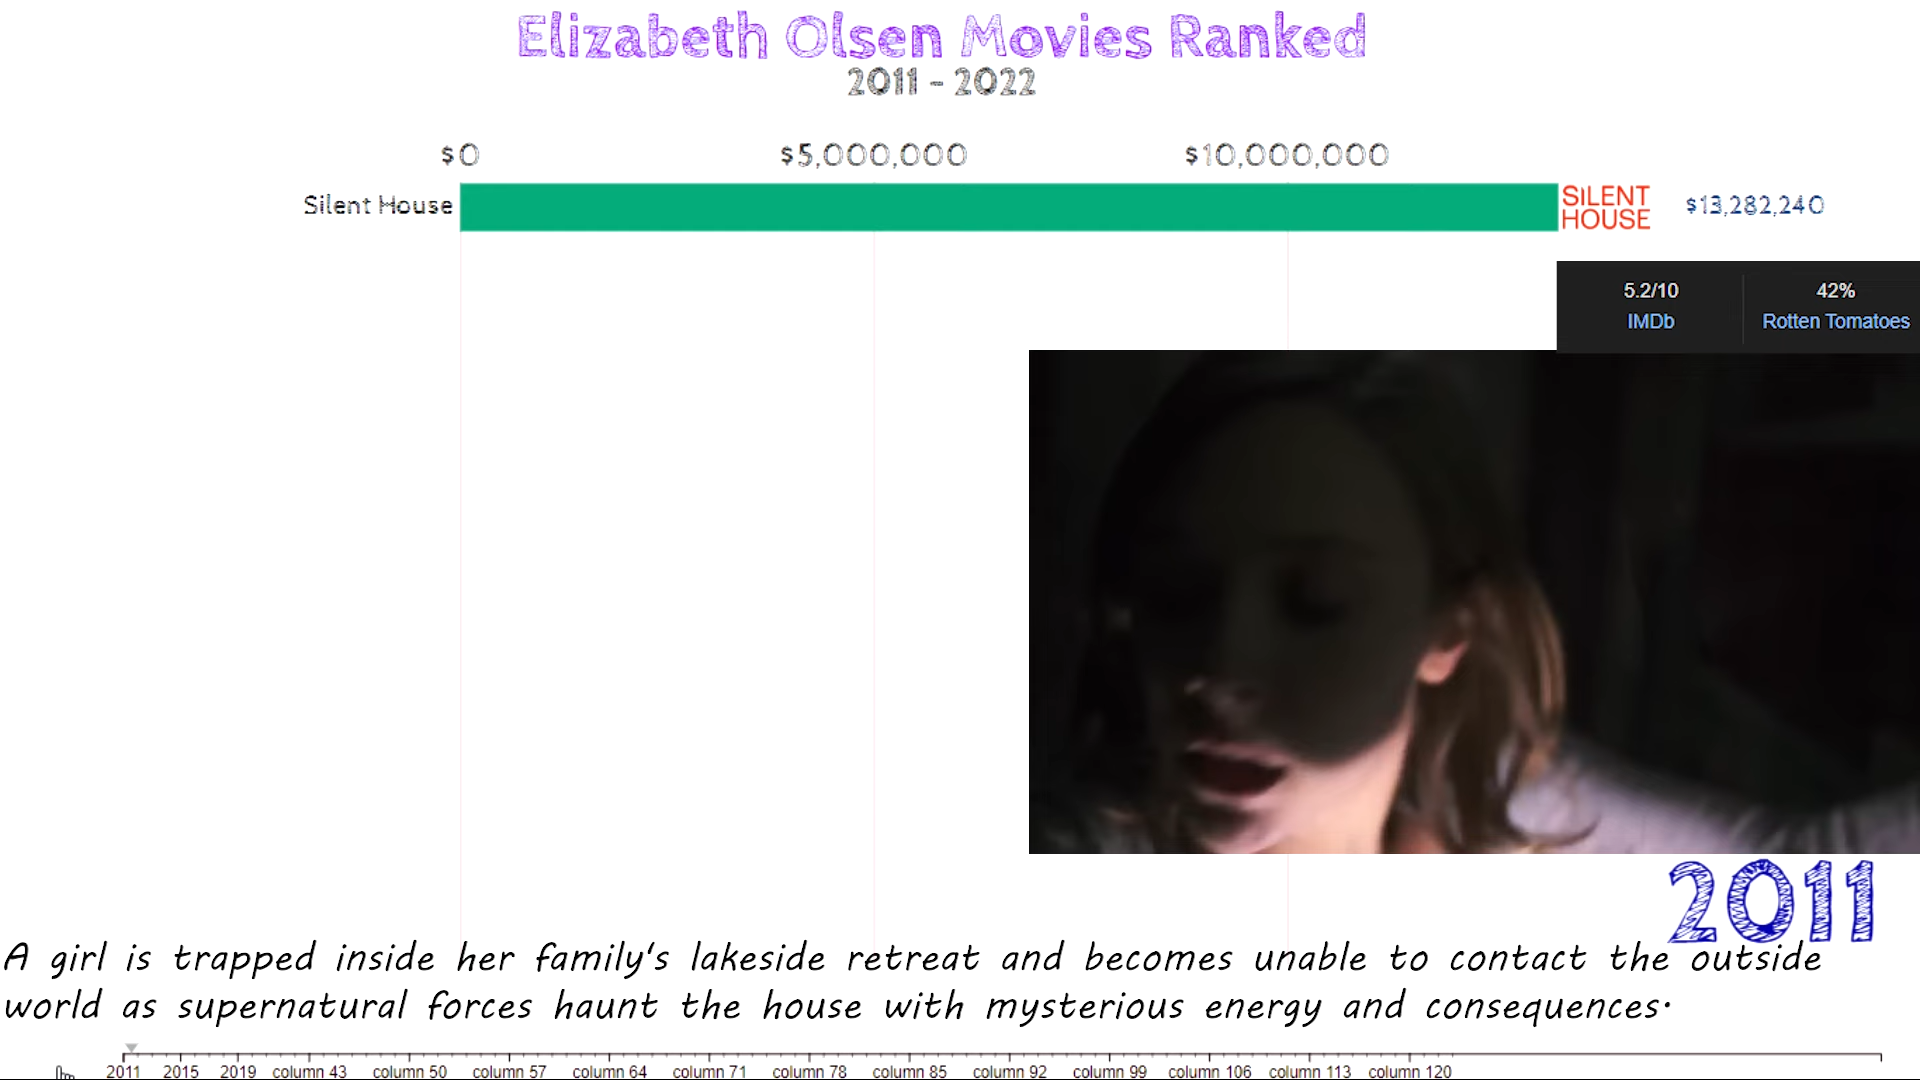 Elizabeth Olsen Movies Ranked
2011 - 2022
$0 $5,000,000 $10,000,000
Silent House SILENT HOUSE $13,282,240
5.2/10 42%
IMDb Rotten Tomatoes
2011
A girl is trapped inside her family's lakeside retreat and becomes unable to contact the outside
world as supernatural forces haunt the house with mysterious energy and consequences.
2011 2015 2019 column 43 column 50 column 57 column 64 column 71 column 78 column 85 column 92 column 99 column 106 column 113 column 120